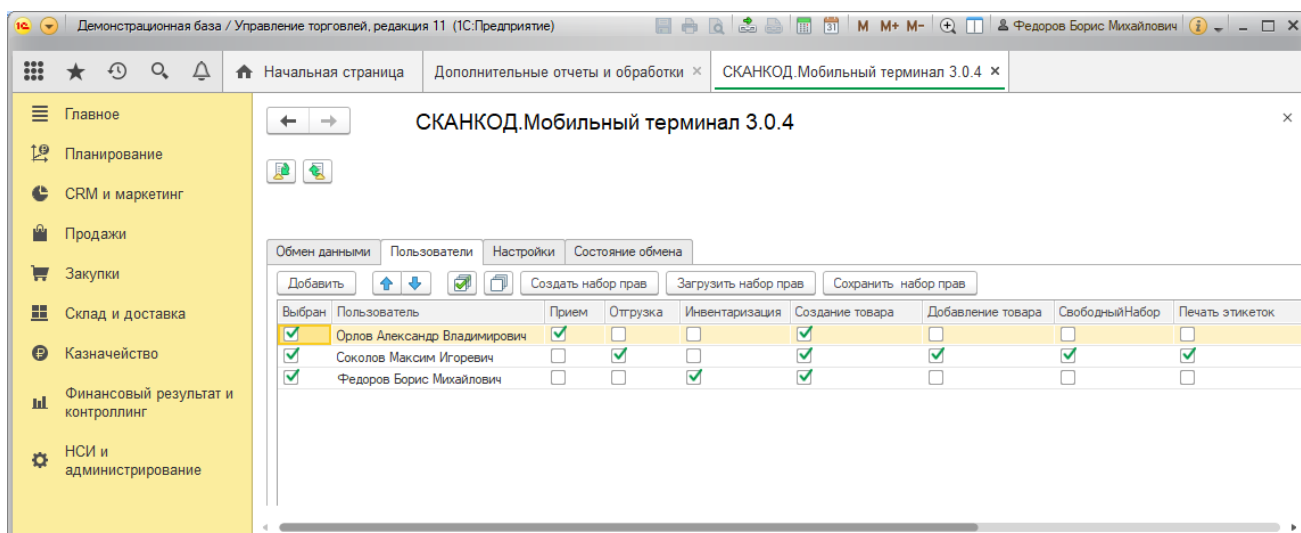 Демонстрационная база / Управление торговлей, редакция 11 (1С:Предприятие) M M+ M- Федоров Борис Михайлович
Начальная страница Дополнительные отчеты и обработки × СКАНКОД.Мобильный терминал 3.0.4 ×
Главное
Планирование
CRM и маркетинг
Продажи
Закупки
Склад и доставка
Казначейство
Финансовый результат и
контроллинг
НСИ и
администрирование
СКАНКОД.Мобильный терминал 3.0.4
Обмен данными Пользователи Настройки Состояние обмена
Добавить Создать набор прав Загрузить набор прав Сохранить набор прав
Выбран Пользователь Прием Отгрузка Инвентаризация Создание товара Добавление товара СвободныйНабор Печать этикеток
Орлов Александр Владимирович
Соколов Максим Игоревич
Федоров Борис Михайлович